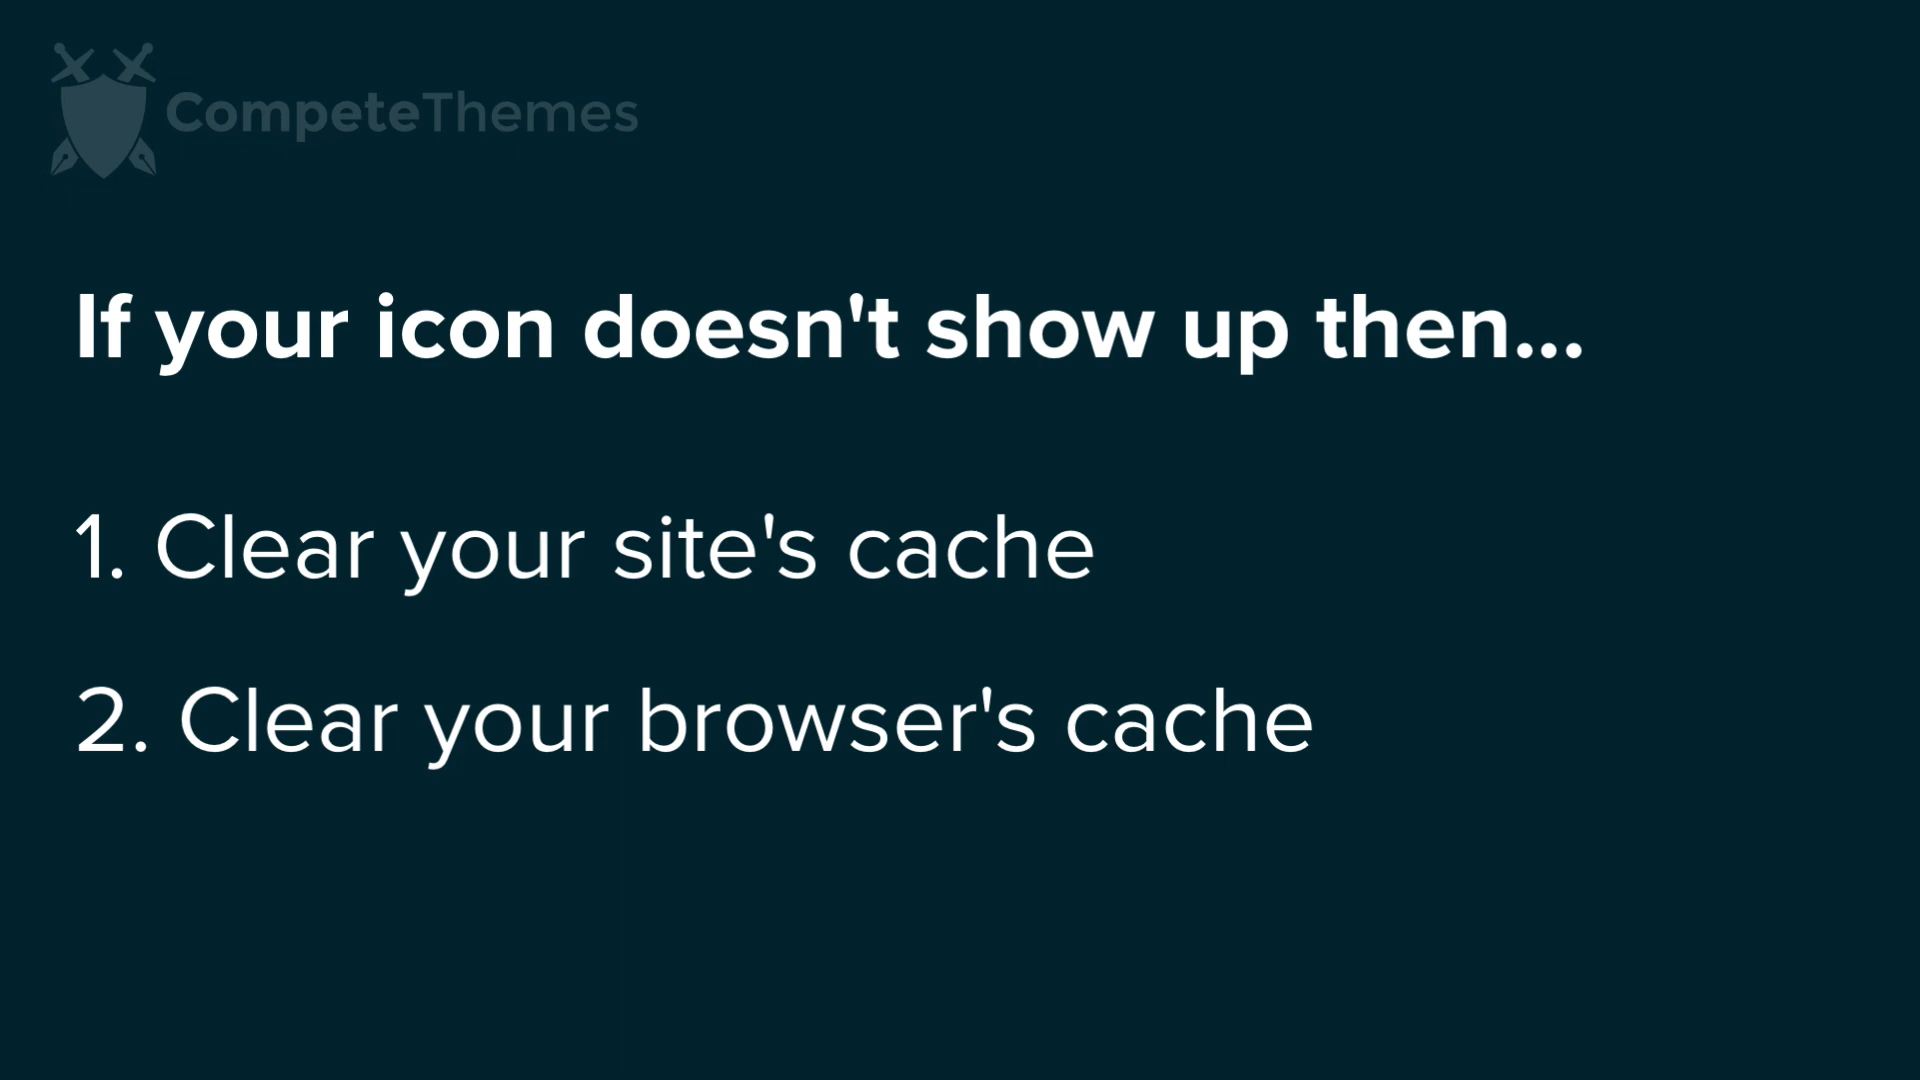 CompeteThemes
If your icon doesn't show up then...
1. Clear your site's cache
2. Clear your browser's cache